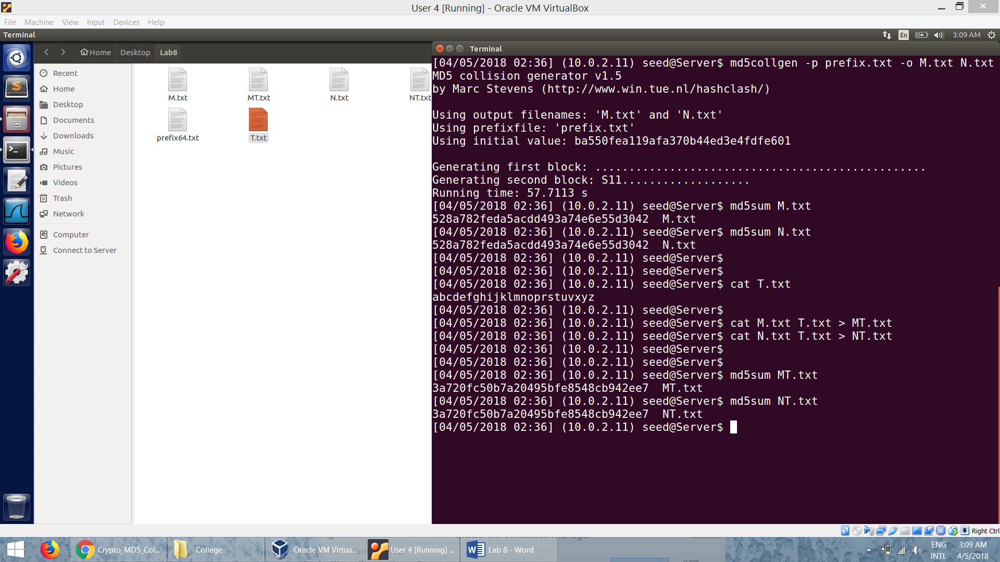 User 4 [Running] - Oracle VM VirtualBox
File Machine View Input Devices Help
Terminal
En
3:09 AM
Home Desktop Lab8
Recent
Home
Desktop
Documents
Downloads
Music
Pictures
Videos
Trash
Network
Computer
Connect to Server
M.txt MT.txt N.txt NT.txt
prefix64.txt T.txt
Terminal
[04/05/2018 02:36] (10.0.2.11) seed@Server$ md5collgen -p prefix.txt -o M.txt N.txt
MD5 collision generator v1.5
by Marc Stevens (http://www.win.tue.nl/hashclash/)
Using output filenames: 'M.txt' and 'N.txt'
Using prefixfile: 'prefix.txt'
Using initial value: ba550fea119afa370b44ed3e4fdfe601
Generating first block: .................................................
Generating second block: S11...................
Running time: 57.7113 s
[04/05/2018 02:36] (10.0.2.11) seed@Server$ md5sum M.txt
528a782feda5acdd493a74e6e55d3042  M.txt
[04/05/2018 02:36] (10.0.2.11) seed@Server$ md5sum N.txt
528a782feda5acdd493a74e6e55d3042  N.txt
[04/05/2018 02:36] (10.0.2.11) seed@Server$
[04/05/2018 02:36] (10.0.2.11) seed@Server$
[04/05/2018 02:36] (10.0.2.11) seed@Server$ cat T.txt
abcdefghijklmnoprstuvxyz
[04/05/2018 02:36] (10.0.2.11) seed@Server$
[04/05/2018 02:36] (10.0.2.11) seed@Server$ cat M.txt T.txt > MT.txt
[04/05/2018 02:36] (10.0.2.11) seed@Server$ cat N.txt T.txt > NT.txt
[04/05/2018 02:36] (10.0.2.11) seed@Server$
[04/05/2018 02:36] (10.0.2.11) seed@Server$
[04/05/2018 02:36] (10.0.2.11) seed@Server$ md5sum MT.txt
3a720fc50b7a20495bfe8548cb942ee7  MT.txt
[04/05/2018 02:36] (10.0.2.11) seed@Server$ md5sum NT.txt
3a720fc50b7a20495bfe8548cb942ee7  NT.txt
[04/05/2018 02:36] (10.0.2.11) seed@Server$
Right Ctrl
Crypto_MD5_Col... College Oracle VM Virtua... User 4 [Running] ... Lab 8 - Word
ENG
INTL
3:09 AM
4/5/2018